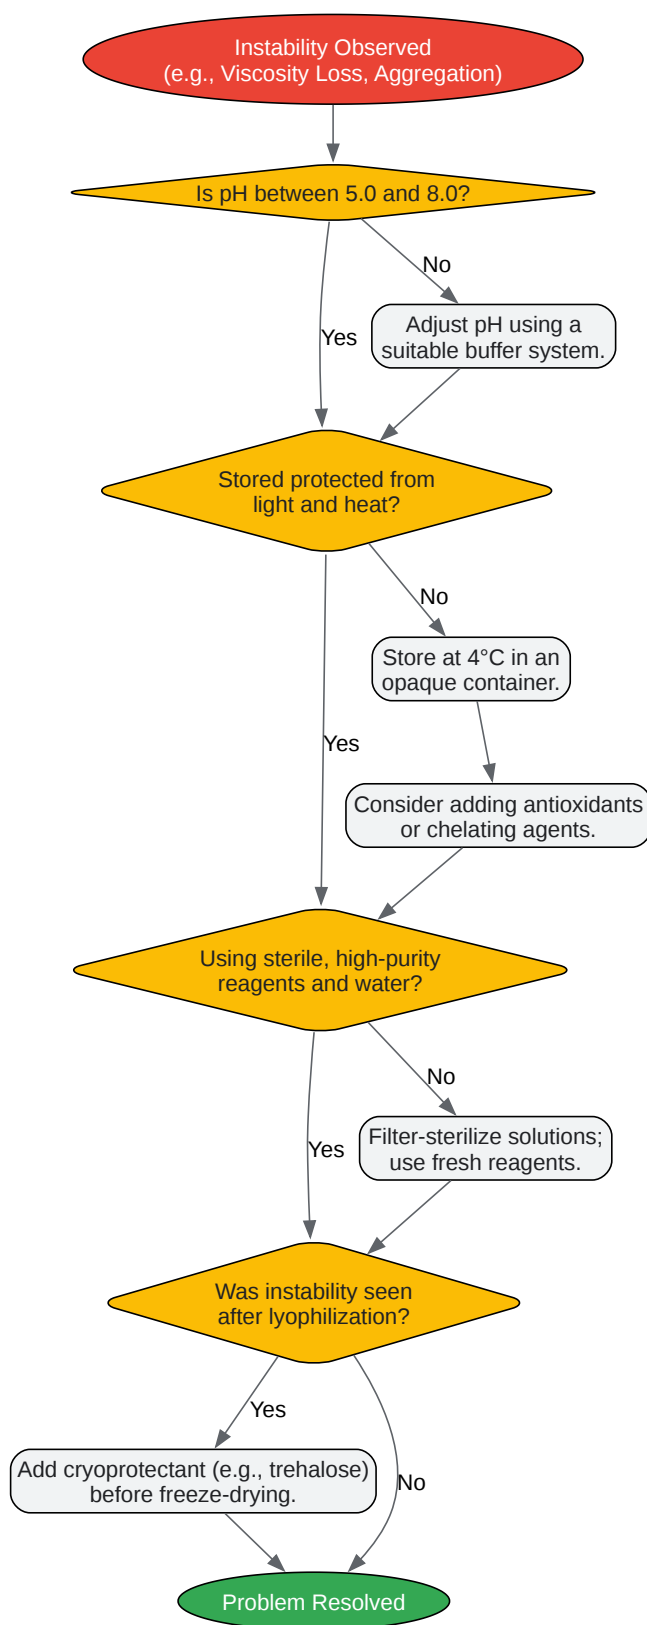 Instability Observed
(e.g., Viscosity Loss, Aggregation)
Is pH between 5.0 and 8.0?
No
Yes
Adjust pH using a
suitable buffer system.
Stored protected from
light and heat?
No
Store at 4°C in an
opaque container.
Yes
Consider adding antioxidants
or chelating agents.
Using sterile, high-purity
reagents and water?
No
Yes
Filter-sterilize solutions;
use fresh reagents.
Was instability seen
after lyophilization?
Yes
Add cryoprotectant (e.g., trehalose)
before freeze-drying.
No
Problem Resolved